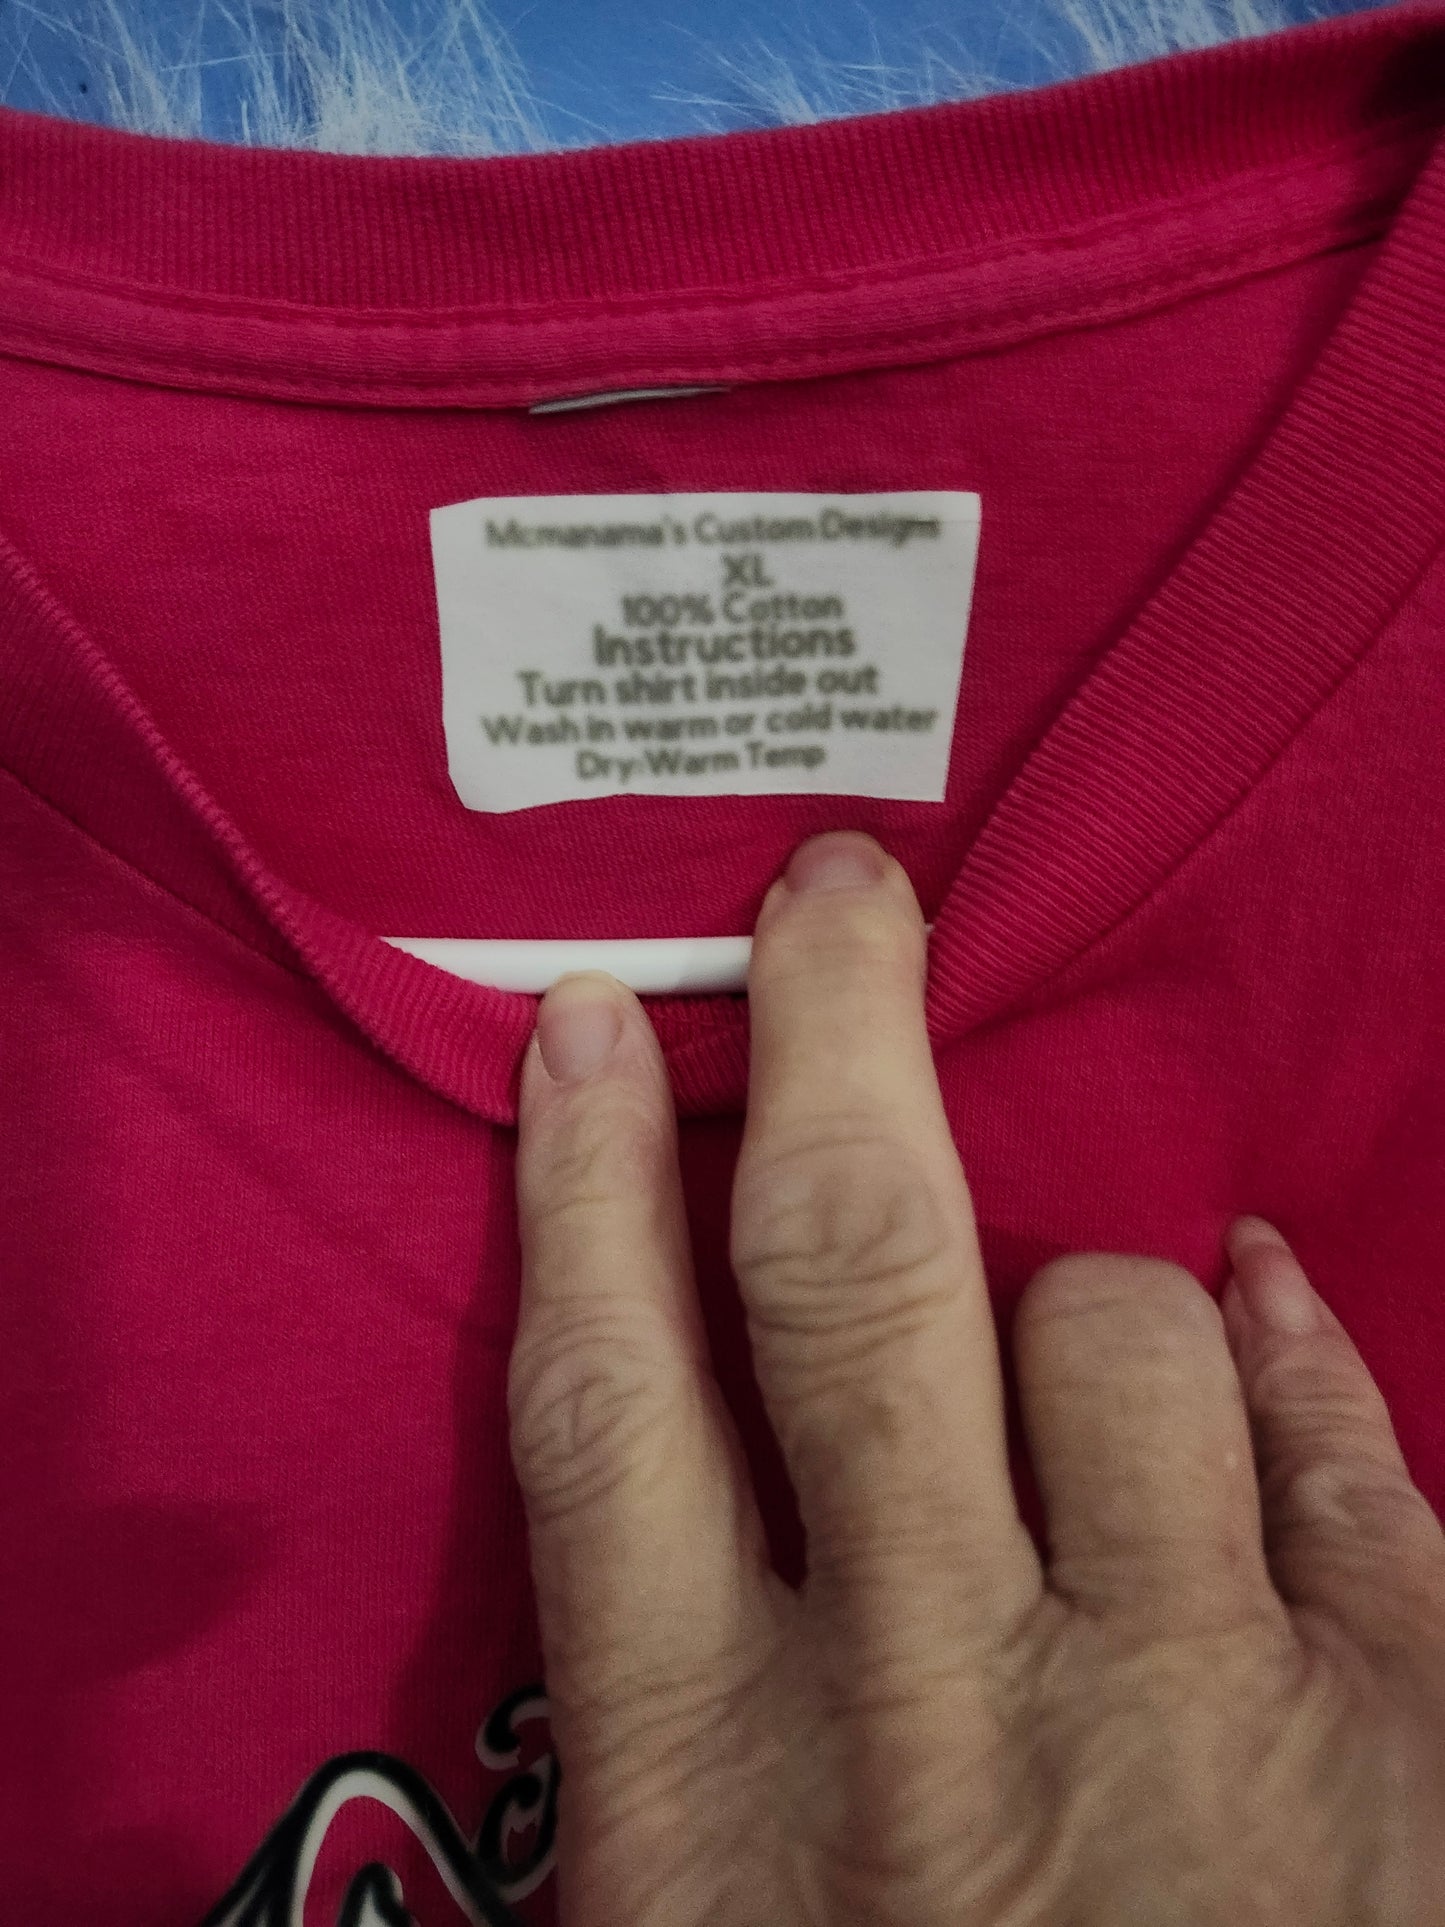 Mcmanama's Custom Designs
XL
100% Cotton
Instructions
Turn shirt inside out
Wash in warm or cold water
Dry:Warm Temp